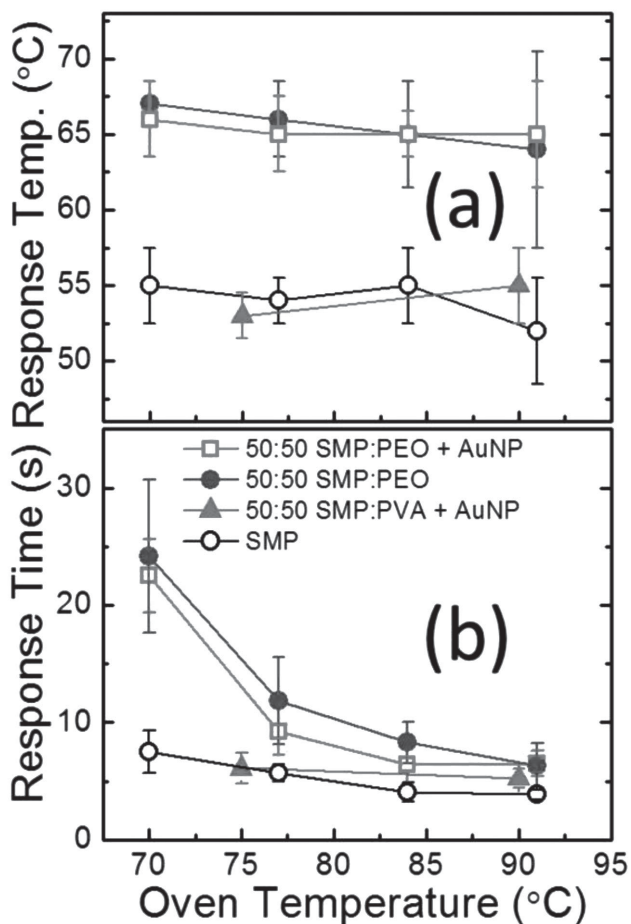 70
65
60
55
50
Response Temp. (°C)
(a)
50:50 SMP:PEO + AuNP
50:50 SMP:PEO
50:50 SMP:PVA + AuNP
SMP
30
20
10
0
Response Time (s)
(b)
70 75 80 85 90 95
Oven Temperature (°C)